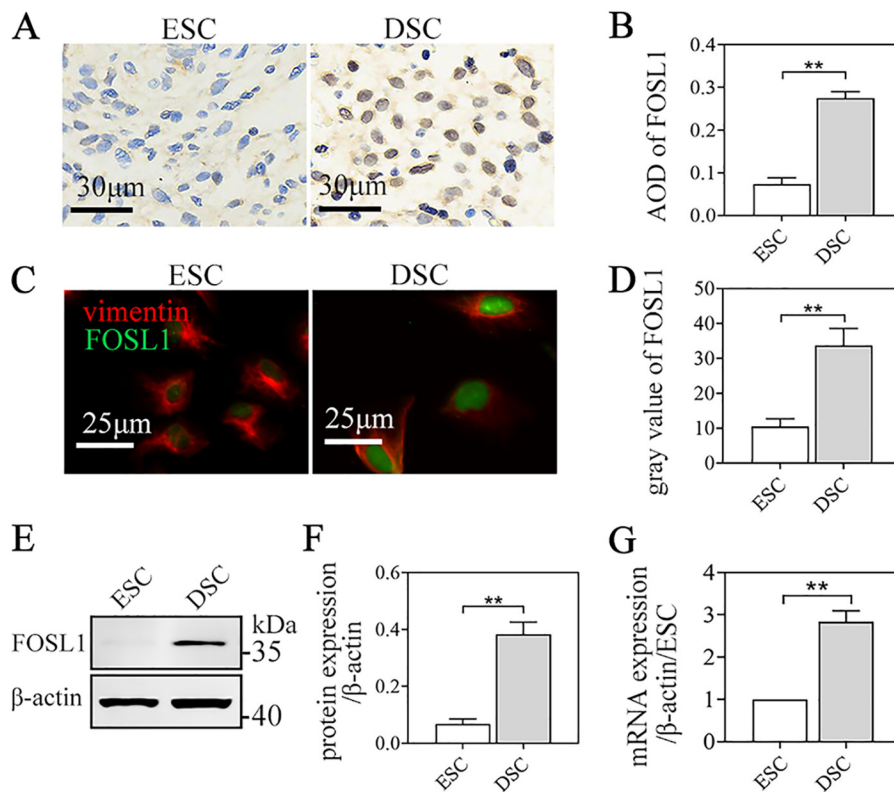 A
ESC
DSC
30μm
30μm
B
AOD of FOSL1
0.4
0.3
0.2
0.1
0.0
**
ESC
DSC
C
ESC
DSC
vimentin
FOSL1
25μm
25μm
D
gray value of FOSL1
50
40
30
20
10
0
**
ESC
DSC
E
ESC
DSC
kDa
FOSL1
-35
β-actin
-40
F
protein expression
/β-actin
0.6
0.4
0.2
0.0
**
ESC
DSC
G
mRNA expression
/β-actin/ESC
4
3
2
1
0
**
ESC
DSC